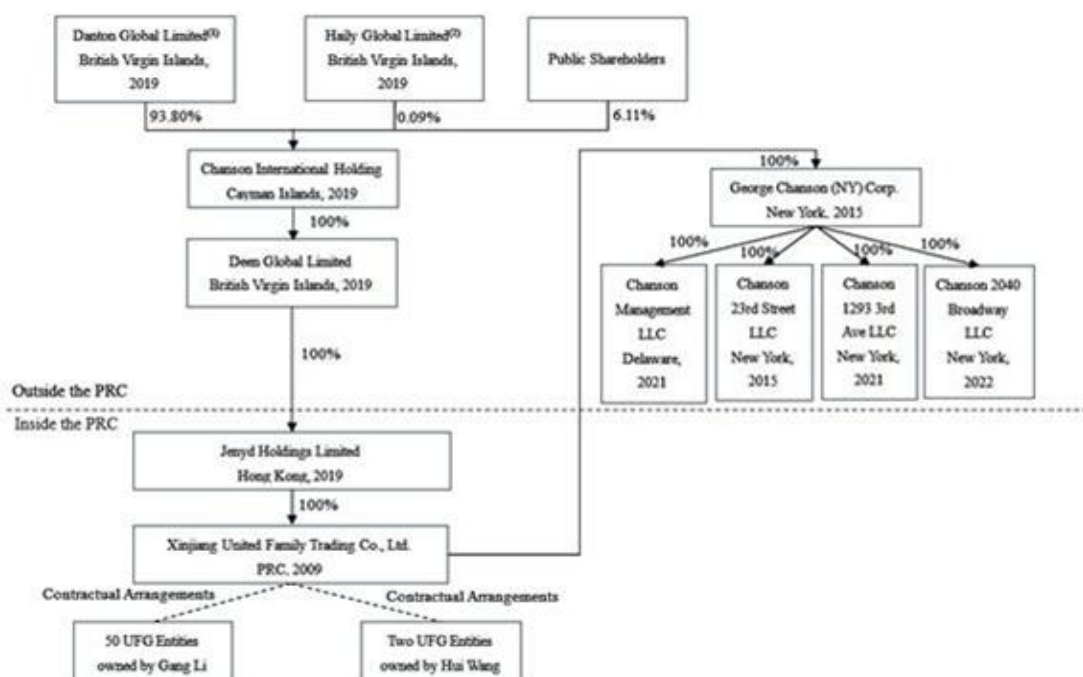 Danton Global Limited(1)
British Virgin Islands,
2019
Haily Global Limited(2)
British Virgin Islands,
2019
Public Shareholders
93.80%
0.09%
6.11%
Chanson International Holding
Cayman Islands, 2019
100%
Deen Global Limited
British Virgin Islands, 2019
100%
100%
George Chanson (NY) Corp.
New York, 2015
100%
100%
100%
100%
Chanson
Management
LLC
Delaware,
2021
Chanson
23rd Street
LLC
New York,
2015
Chanson
1293 3rd
Ave LLC
New York,
2021
Chanson 2040
Broadway
LLC
New York,
2022
Outside the PRC
Inside the PRC
Jenyd Holdings Limited
Hong Kong, 2019
100%
Xinjiang United Family Trading Co., Ltd.
PRC, 2009
Contractual Arrangements
Contractual Arrangements
50 UFG Entities
owned by Gang Li
Two UFG Entities
owned by Hui Wang